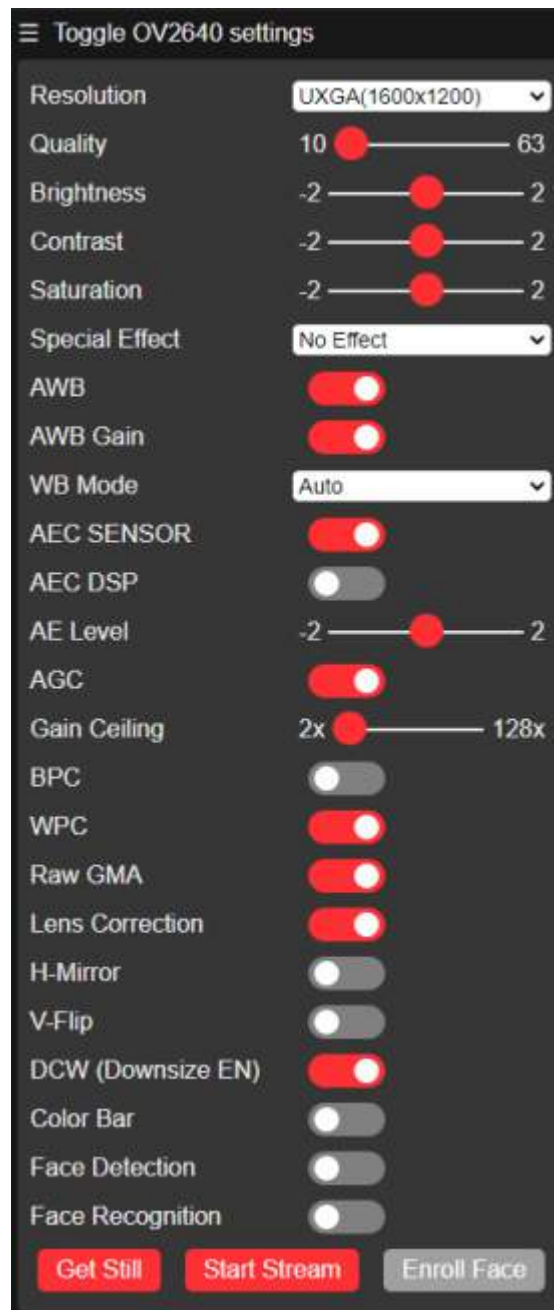 ☰ Toggle OV2640 settings
Resolution UXGA(1600x1200)
Quality 10 63
Brightness -2 2
Contrast -2 2
Saturation -2 2
Special Effect No Effect
AWB
AWB Gain
WB Mode Auto
AEC SENSOR
AEC DSP
AE Level -2 2
AGC
Gain Ceiling 2x 128x
BPC
WPC
Raw GMA
Lens Correction
H-Mirror
V-Flip
DCW (Downsize EN)
Color Bar
Face Detection
Face Recognition
Get Still Start Stream Enroll Face